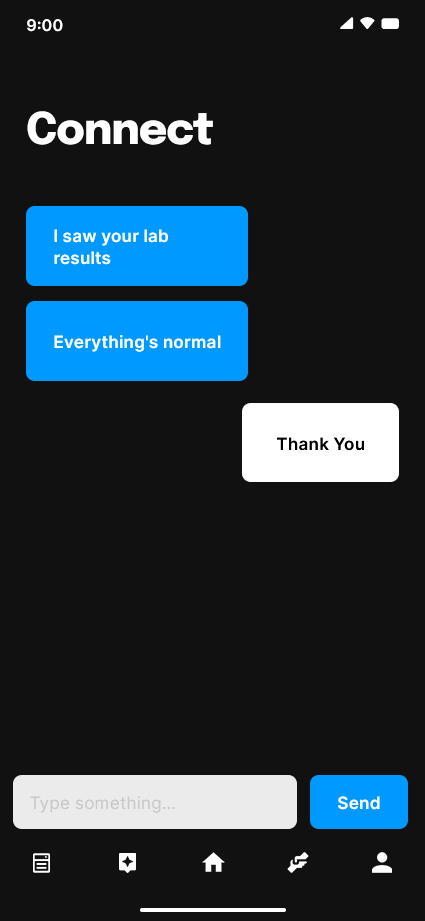 9:00
Connect
I saw your lab
results
Everything's normal
Thank You
Type something...
Send